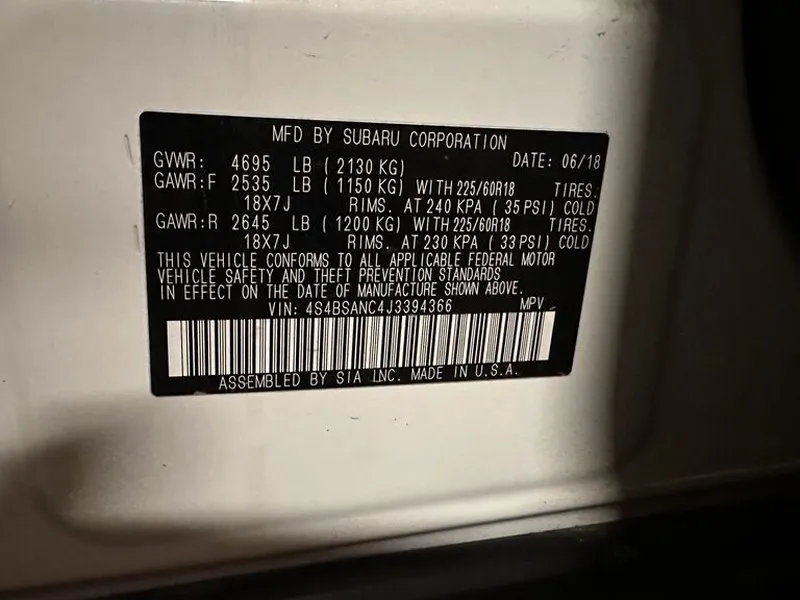 MFD BY SUBARU CORPORATION
GVWR: 4695 LB ( 2130 KG) DATE: 06/18
GAWR:F 2535 LB ( 1150 KG) WITH 225/60R18 TIRES.
18X7J RIMS. AT 240 KPA ( 35 PSI) COLD
GAWR:R 2645 LB ( 1200 KG) WITH 225/60R18 TIRES.
18X7J RIMS. AT 230 KPA ( 33 PSI) COLD
THIS VEHICLE CONFORMS TO ALL APPLICABLE FEDERAL MOTOR
VEHICLE SAFETY AND THEFT PREVENTION STANDARDS
IN EFFECT ON THE DATE OF MANUFACTURE SHOWN ABOVE.
VIN: 4S4BSANC4J3394366 MPV
ASSEMBLED BY SIA INC. MADE IN U.S.A.